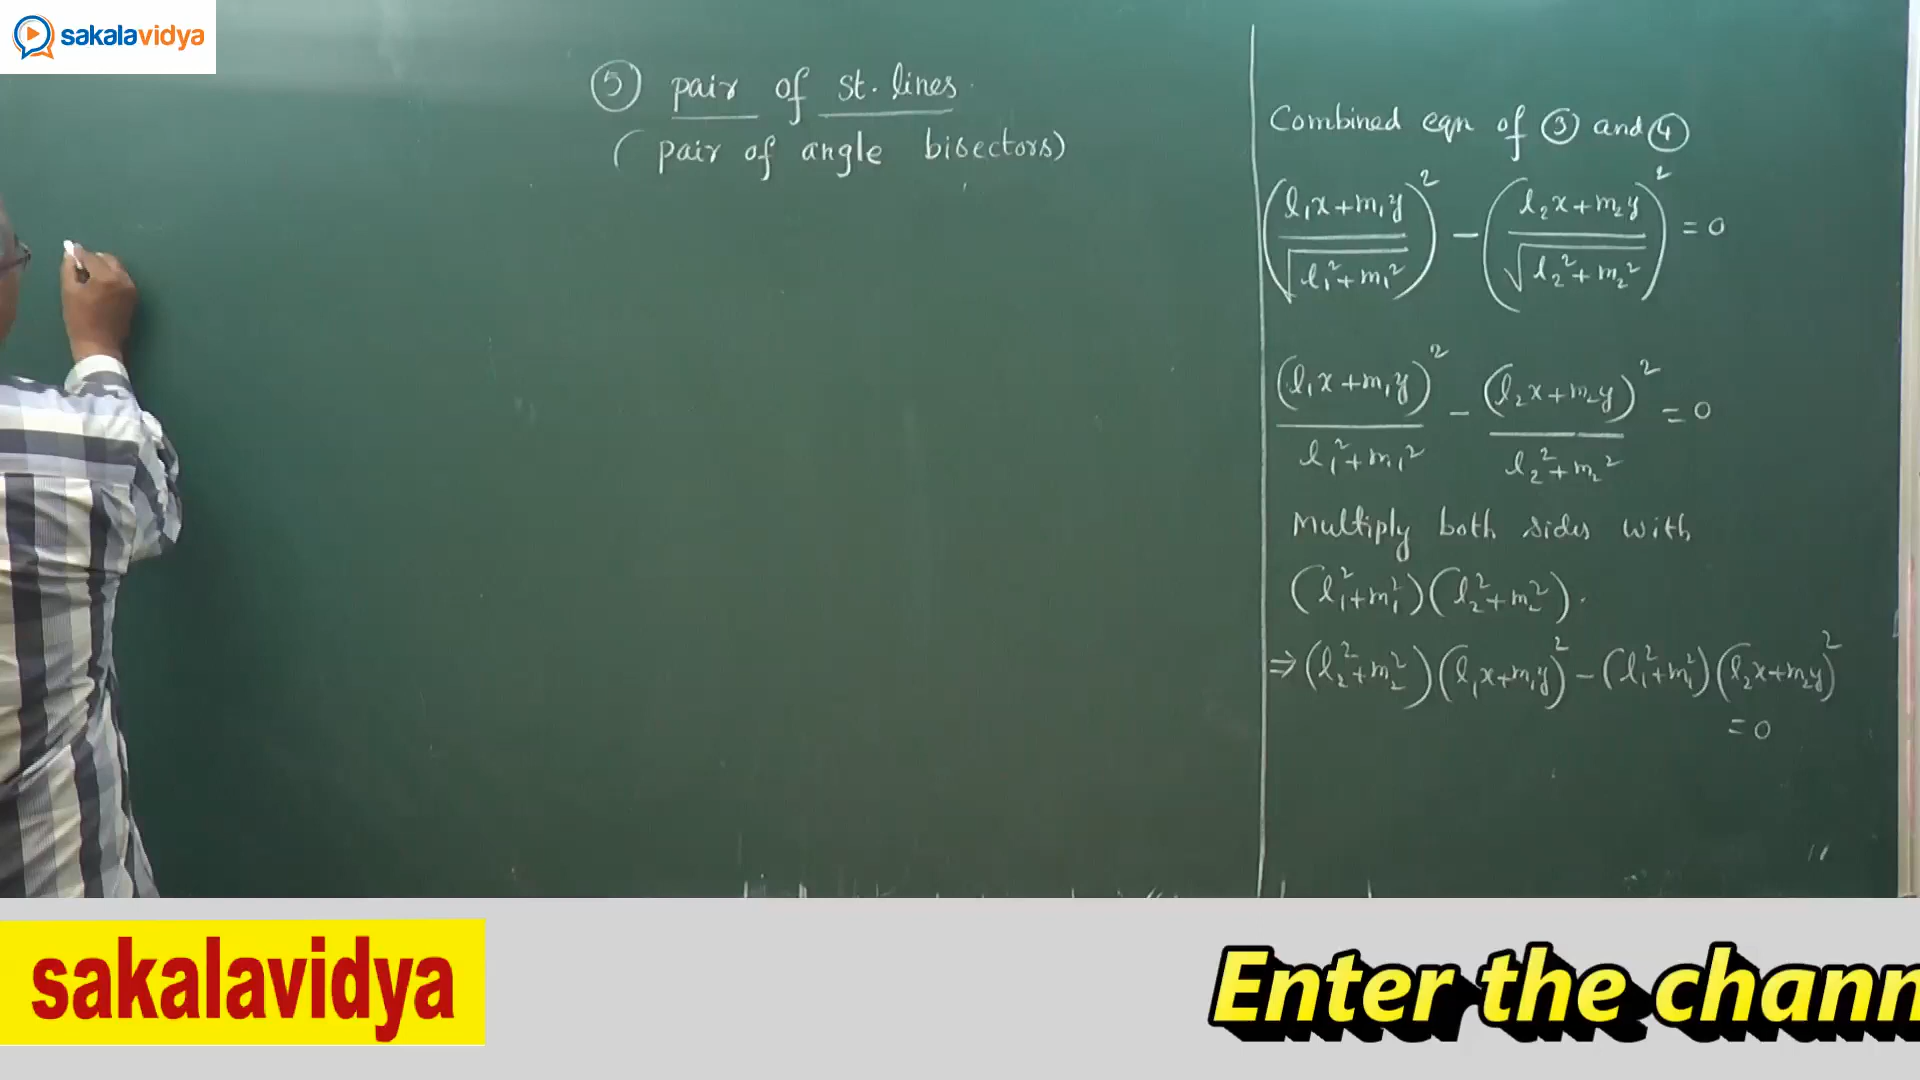 sakalavidya
⑤ pair of st. lines.
( pair of angle bisectors)
Combined eqn of ③ and ④
((l₁x+m₁y)/√(l₁²+m₁²))² − ((l₂x+m₂y)/√(l₂²+m₂²))² = 0
(l₁x+m₁y)²/(l₁²+m₁²) − (l₂x+m₂y)²/(l₂²+m₂²) = 0
Multiply both sides with
(l₁²+m₁²)(l₂²+m₂²).
⇒ (l₂²+m₂²)(l₁x+m₁y)² − (l₁²+m₁²)(l₂x+m₂y)²
= 0
sakalavidya
Enter the chann